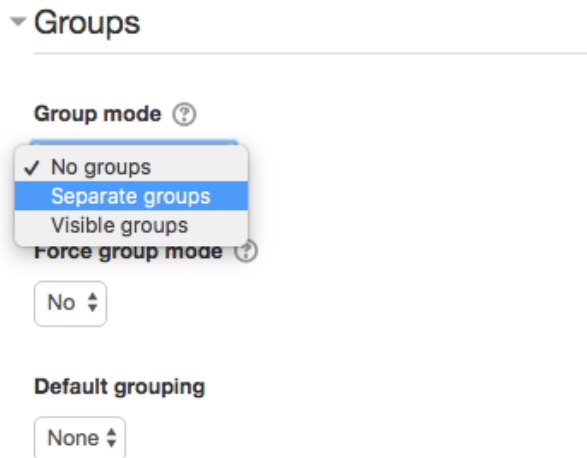 Groups
Group mode
✓ No groups
Separate groups
Visible groups
Force group mode
No
Default grouping
None